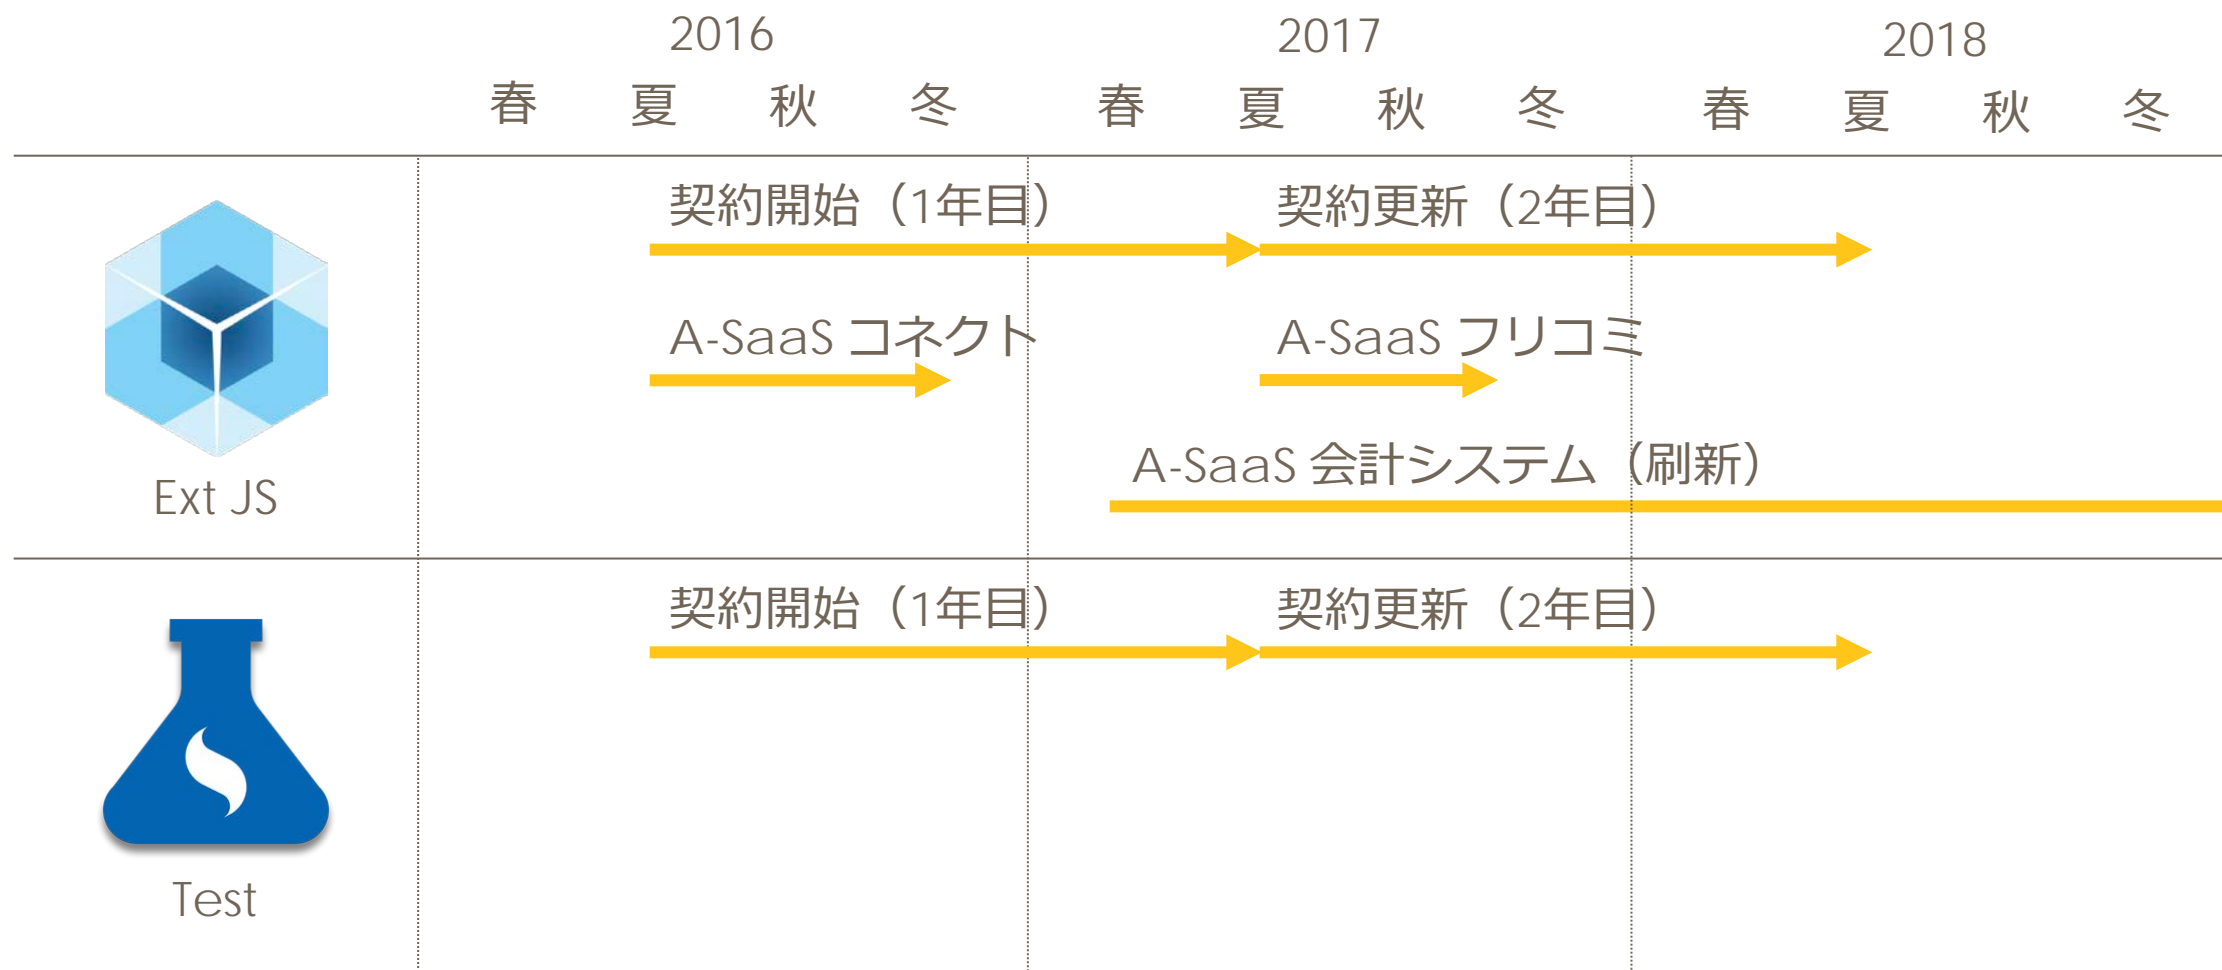 2016 2017 2018
春 夏 秋 冬 春 夏 秋 冬 春 夏 秋 冬
契約開始（1年目） 契約更新（2年目）
A-SaaS コネクト A-SaaS フリコミ
A-SaaS 会計システム（刷新）
Ext JS
契約開始（1年目） 契約更新（2年目）
Test